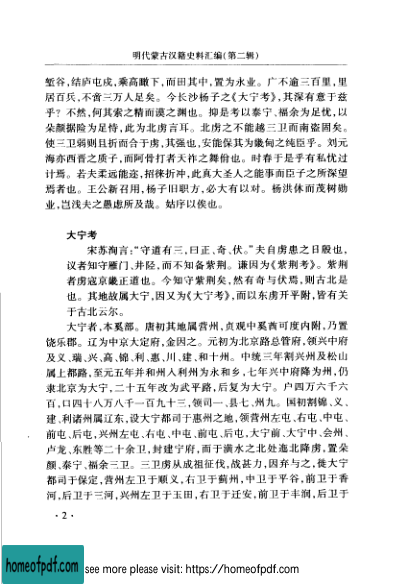 明代蒙古汉籍史料汇编(第二辑)
堑谷，结庐屯戍，乘高瞰下，而田其中，置为永业。广不逾三百里，里
居百兵，不啻三万人足矣。今长沙杨子之《大宁考》，其深有意于兹
乎？不然，何其索之精而谟之渊也。抑是考以泰宁、福余为足忧，以
朵颜据险为足恃，此为北虏言耳。北虏之不能越三卫而南盗固矣。
使三卫弱则且折而合于虏，其强也，安能保其为畿甸之纯臣乎。刘元
海亦西晋之质子，而阿骨打者天祚之舞佾也。时春于是乎有私忧过
计焉。若夫柔远能迩，招徕折冲，此真大圣人之能事而臣子之所深望
焉者也。王公新召用，杨子旧职方，必大有以对。杨洪休而茂树勋
业，岂浅夫之愚虑所及哉。姑序以俟也。
大宁考
宋苏洵言：“守道有三，曰正、奇、伏。”夫自虏患之日殷也，
议者知守雁门、井陉，而不知备紫荆。谦因为《紫荆考》。紫荆
者虏寇京畿正道也。今知守紫荆矣，然有奇与伏焉，则古北是
也。其地故属大宁，因又为《大宁考》，而以东虏开平附，皆有关
于古北云尔。
大宁者，本奚部。唐初其地属营州，贞观中奚酋可度内附，乃置
饶乐郡。辽为中京大定府，金因之。元初为北京路总管府，领兴中府
及义、瑞、兴、高、锦、利、惠、川、建、和十州。中统三年割兴州及松山
属上都路，至元五年并和州入利州为永和乡，七年兴中府降为州，仍
隶北京为大宁，二十五年改为武平路，后复为大宁。户四万六千六
百，口四十八万八千一百九十三，领司一、县七、州九。国初割锦、义、
建、利诸州属辽东，设大宁都司于惠州之地，领营州左屯、右屯、中屯、
前屯、后屯，兴州左屯、右屯、中屯、前屯、后屯，大宁前、大宁中、会州、
卢龙、东胜等二十余卫，封建宁府，而于潢水之北处迤北降虏，置朵
颜、泰宁、福余三卫。三卫虏从成祖征伐，战甚力，因弃与之，徙大宁
都司于保定，营州左卫于顺义，右卫于蓟州，中卫于平谷，前卫于香
河，后卫于三河，兴州左卫于玉田，右卫于迁安，前卫于丰润，后卫于
·2·
homeofpdf.com
see more please visit: https://homeofpdf.com